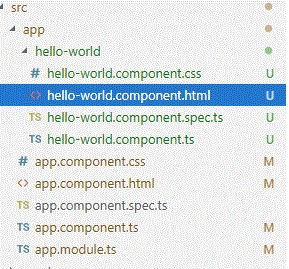 src
app
hello-world
# hello-world.component.css U
<> hello-world.component.html U
TS hello-world.component.spec.ts U
TS hello-world.component.ts U
# app.component.css M
<> app.component.html M
TS app.component.spec.ts
TS app.component.ts M
TS app.module.ts M